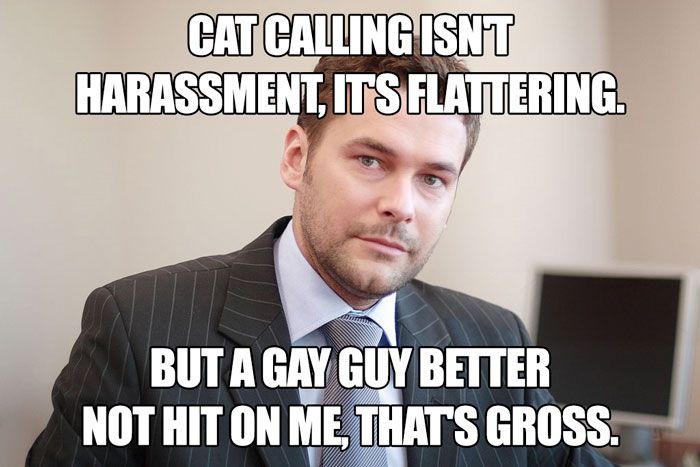 CAT CALLING ISN'T
HARASSMENT, IT'S FLATTERING.
BUT A GAY GUY BETTER
NOT HIT ON ME, THAT'S GROSS.